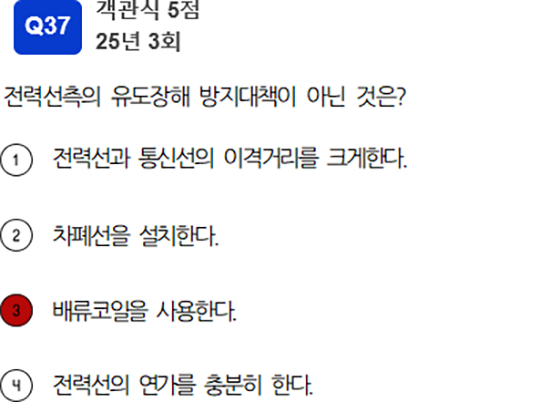 Q37
객관식 5점
25년 3회
전력선측의 유도장해 방지대책이 아닌 것은?
1 전력선과 통신선의 이격거리를 크게한다.
2 차폐선을 설치한다.
3 배류코일을 사용한다.
4 전력선의 연가를 충분히 한다.